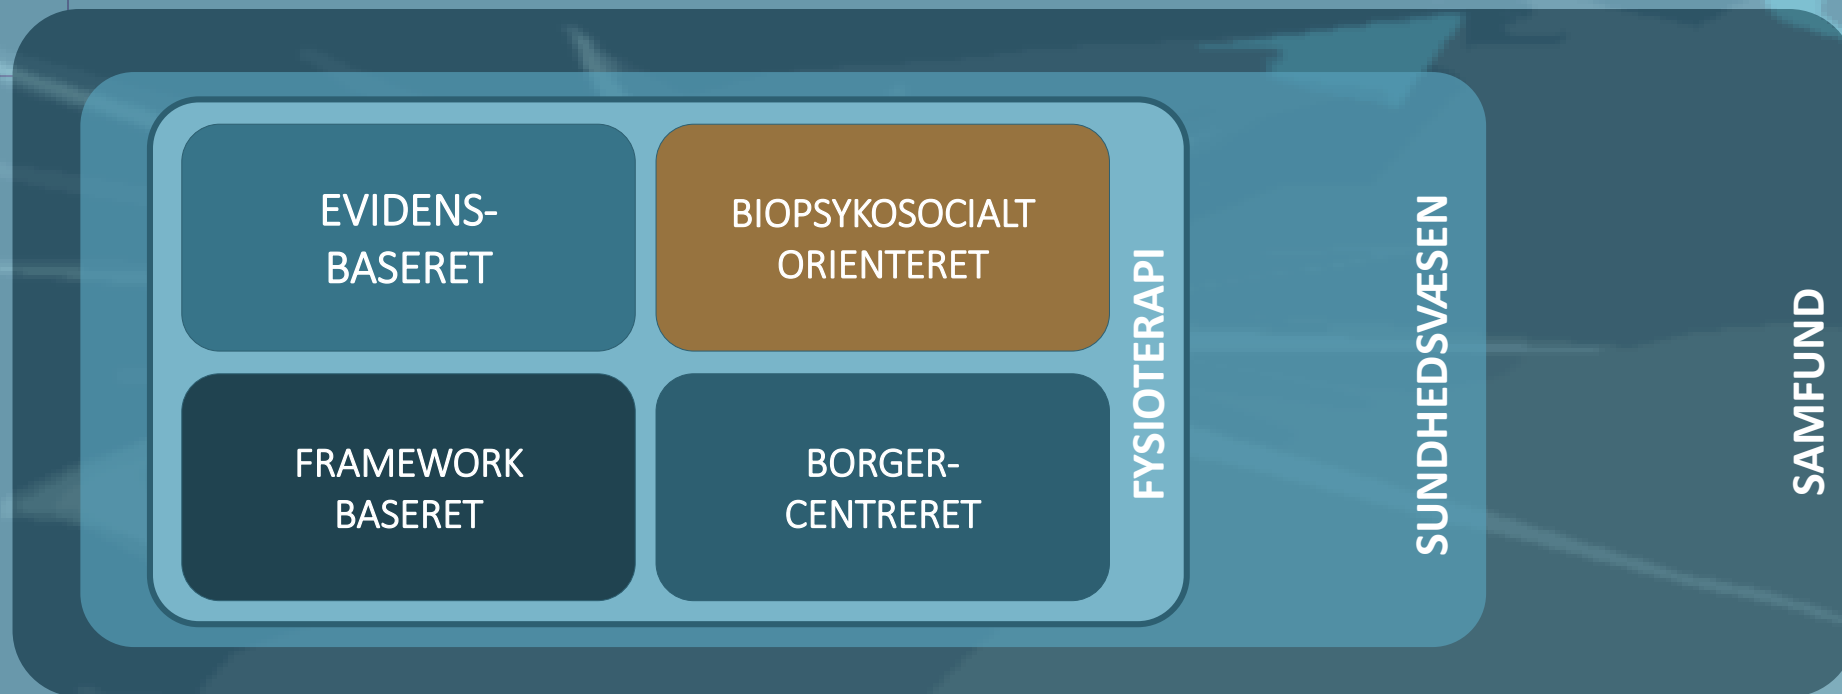 EVIDENS-
BASERET
BIOPSYKOSOCIALT
ORIENTERET
FRAMEWORK
BASERET
BORGER-
CENTRERET
FYSIOTERAPI
SUNDHEDSVÆSEN
SAMFUND